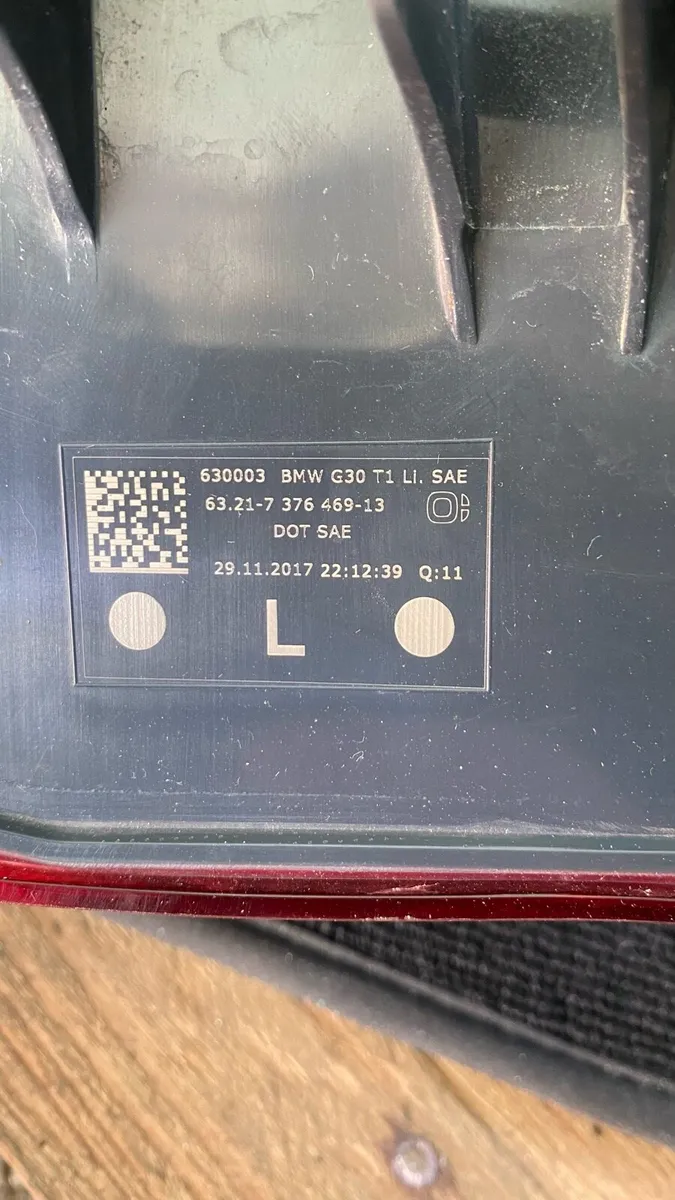 630003 BMW G30 T1 Li. SAE
63.21-7 376 469-13
DOT SAE
29.11.2017 22:12:39 Q:11
L